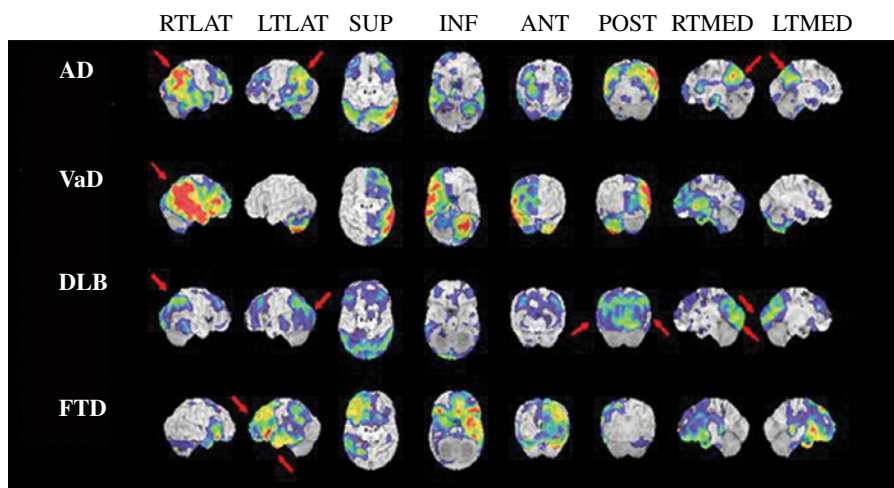 RTLAT LTLAT SUP INF ANT POST RTMED LTMED
AD
VaD
DLB
FTD